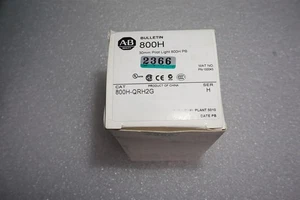 AB
BULLETIN
800H
30mm Pilot Light 800H PB
2366
CAT
PRODUCT OF CHINA
SER
800H-QRH2G
H